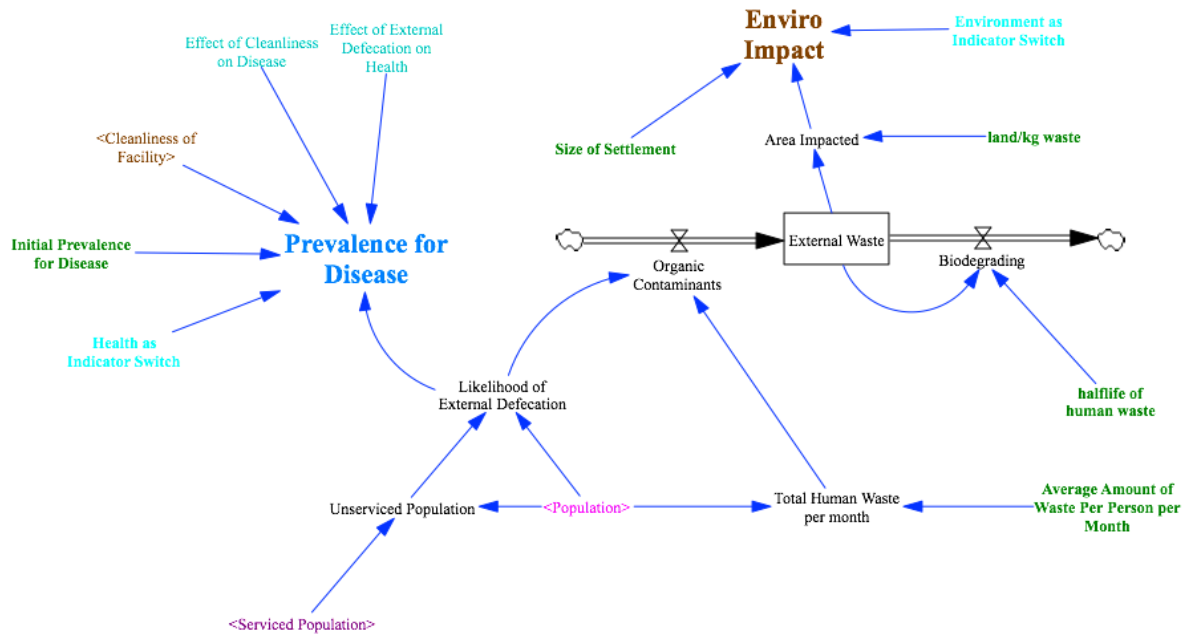 Enviro
Impact
Environment as
Indicator Switch
Effect of Cleanliness
on Disease
Effect of External
Defecation on
Health
<Cleanliness of
Facility>
Size of Settlement
Area Impacted
land/kg waste
Initial Prevalence
for Disease
Prevalence for
Disease
External Waste
Organic
Contaminants
Biodegrading
Health as
Indicator Switch
Likelihood of
External Defecation
halflife of
human waste
Unserviced Population
<Population>
Total Human Waste
per month
Average Amount of
Waste Per Person per
Month
<Serviced Population>